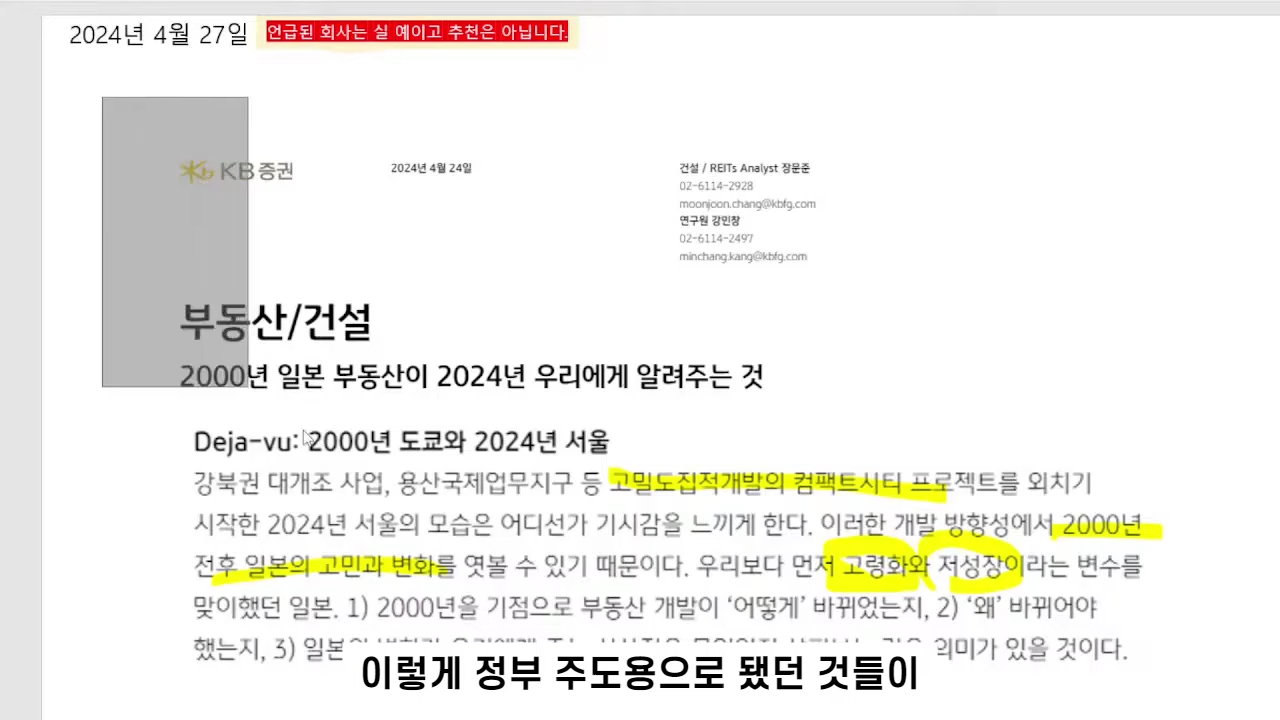 2024년 4월 27일 언급된 회사는 실 예이고 추천은 아닙니다.
KB증권
2024년 4월 24일
건설 / REITs Analyst 장문준
02-6114-2928
moonjoon.chang@kbfg.com
연구원 강민창
02-6114-2497
minchang.kang@kbfg.com
부동산/건설
2000년 일본 부동산이 2024년 우리에게 알려주는 것
Deja-vu: 2000년 도쿄와 2024년 서울
강북권 대개조 사업, 용산국제업무지구 등 고밀도집적개발의 컴팩트시티 프로젝트를 외치기
시작한 2024년 서울의 모습은 어디선가 기시감을 느끼게 한다. 이러한 개발 방향성에서 2000년
전후 일본의 고민과 변화를 엿볼 수 있기 때문이다. 우리보다 먼저 고령화와 저성장이라는 변수를
맞이했던 일본. 1) 2000년을 기점으로 부동산 개발이 ‘어떻게’ 바뀌었는지, 2) ‘왜’ 바뀌어야
했는지, 3) 일본의 의미가 있을 것이다.
이렇게 정부 주도용으로 됐던 것들이